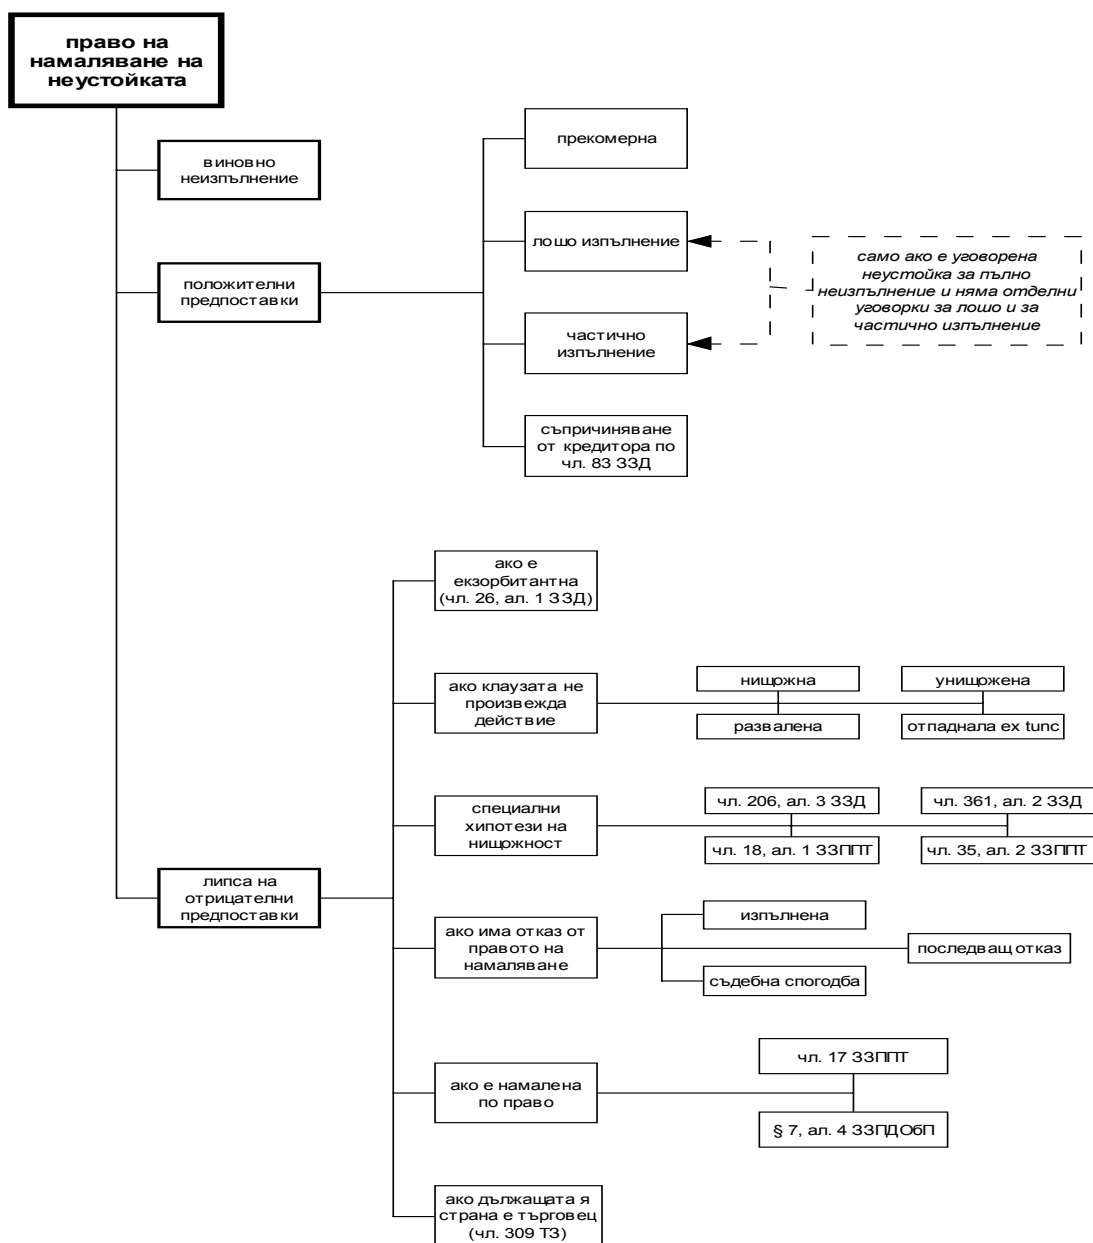 право на
намаляване на
неустойката
виновно
неизпълнение
положителни
предпоставки
прекомерна
лошо изпълнение
частично
изпълнение
съпричиняване
от кредитора по
чл. 83 ЗЗД
само ако е уговорена
неустойка за пълно
неизпълнение и няма отделни
уговорки за лошо и за
частично изпълнение
липса на
отрицателни
предпоставки
ако е
екзорбитантна
(чл. 26, ал. 1 ЗЗД)
ако клаузата не
произвежда
действие
нищожна
унищожена
развалена
отпаднала ex tunc
специални
хипотези на
нищожност
чл. 206, ал. 3 ЗЗД
чл. 361, ал. 2 ЗЗД
чл. 18, ал. 1 ЗЗППТ
чл. 35, ал. 2 ЗЗППТ
ако има отказ от
правото на
намаляване
изпълнена
последващ отказ
съдебна спогодба
ако е намалена
по право
чл. 17 ЗЗППТ
§ 7, ал. 4 ЗЗПДОбП
ако дължащата я
страна е търговец
(чл. 309 ТЗ)